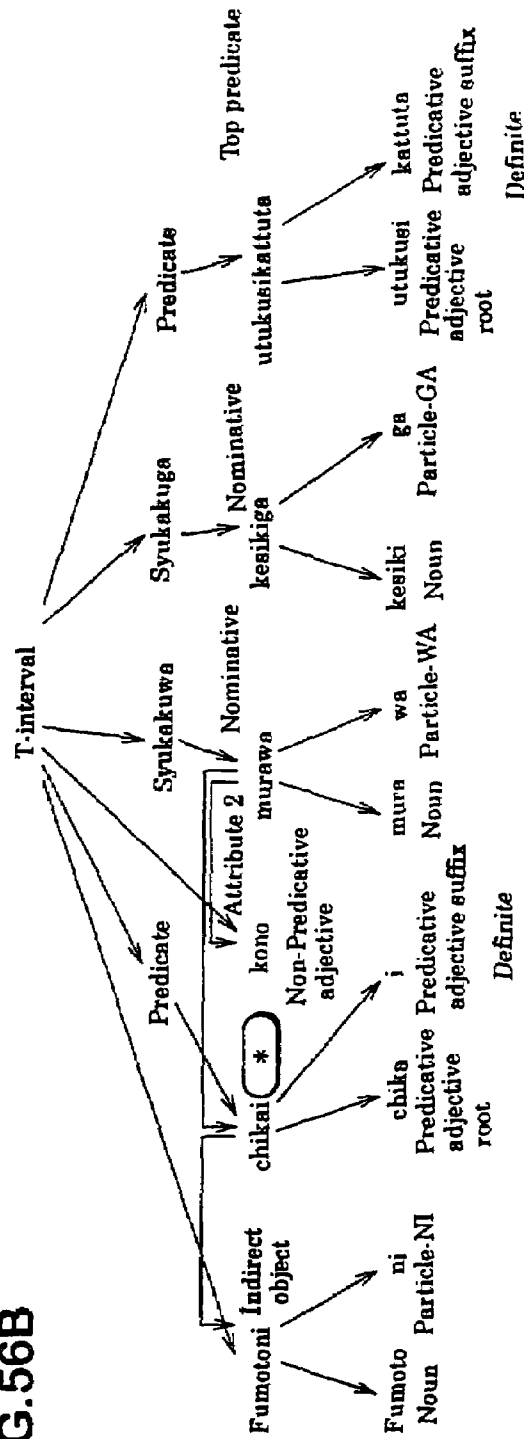 G.56B
T-interval
Predicate
Syukakuwa
Syukakuga
Predicate
Top predicate
Fumotoni
Indirect
object
chikai
*
kono
Non-Predicative
adjective
Attribute 2
murawa
Nominative
kesikiga
Nominative
utukusikattuta
Fumoto
Noun
ni
Particle-NI
chika
Predicative
adjective
root
i
Predicative
adjective suffix
Definite
mura
Noun
wa
Particle-WA
kesiki
Noun
ga
Particle-GA
utukusi
Predicative
adjective
root
kattuta
Predicative
adjective suffix
Definite